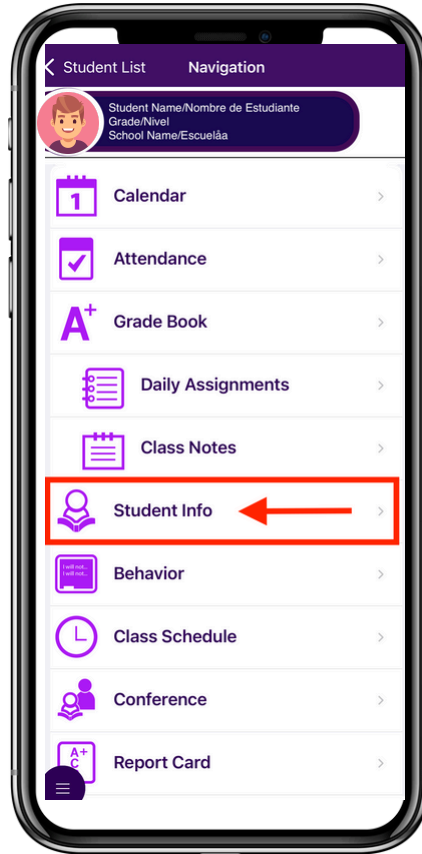 Student List Navigation
Student Name/Nombre de Estudiante
Grade/Nivel
School Name/Escuelâa
1 Calendar
Attendance
A+ Grade Book
Daily Assignments
Class Notes
Student Info
I will not...
I will not...
Behavior
Class Schedule
Conference
A+
C
Report Card